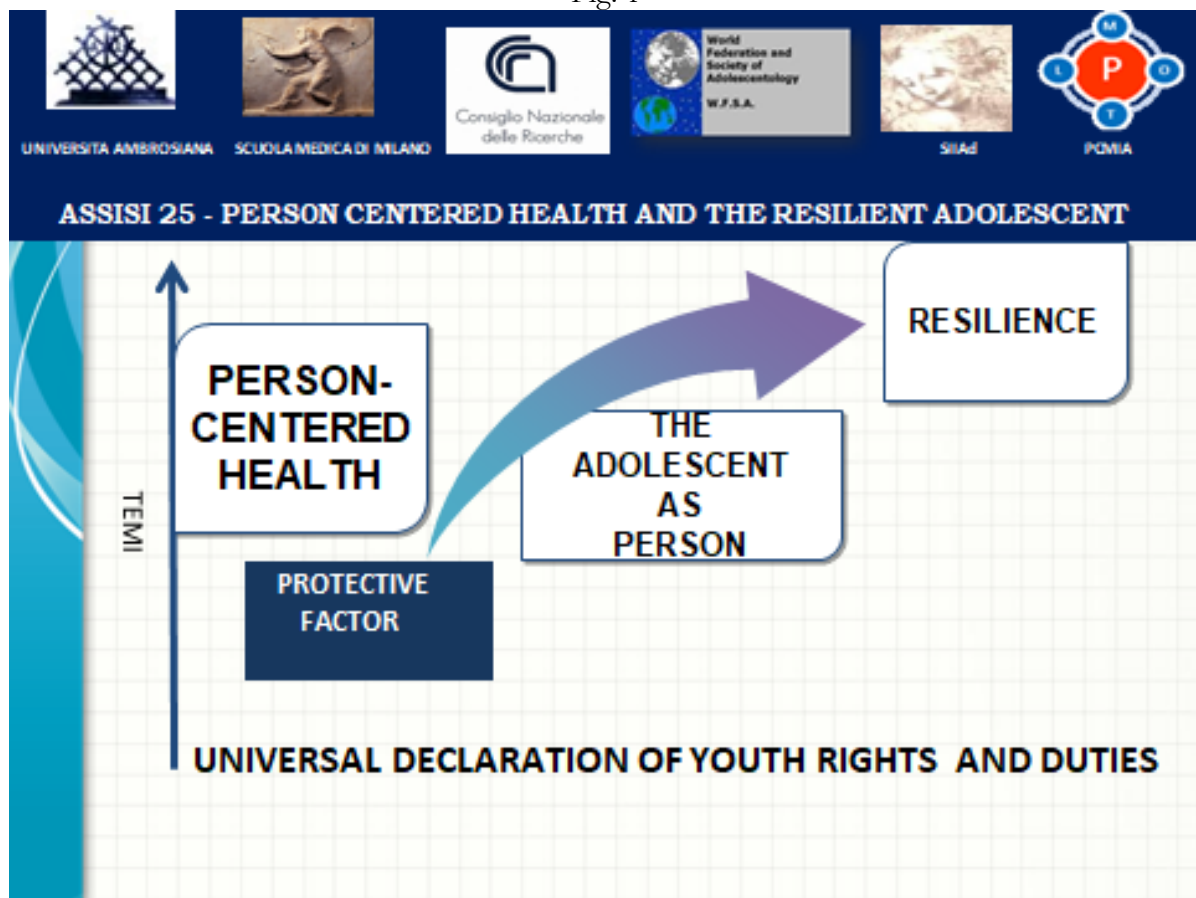 UNIVERSITA AMBROSIANA
SCUOLA MEDICA DI MILANO
Consiglio Nazionale
delle Ricerche
World
Federation and
Society of
Adolescentology
W.F.S.A.
SIIAd
M
L P O
T
PCMIA
ASSISI 25 - PERSON CENTERED HEALTH AND THE RESILIENT ADOLESCENT
RESILIENCE
PERSON-
CENTERED
HEALTH
THE
ADOLESCENT
AS
PERSON
TEMI
PROTECTIVE
FACTOR
UNIVERSAL DECLARATION OF YOUTH RIGHTS AND DUTIES